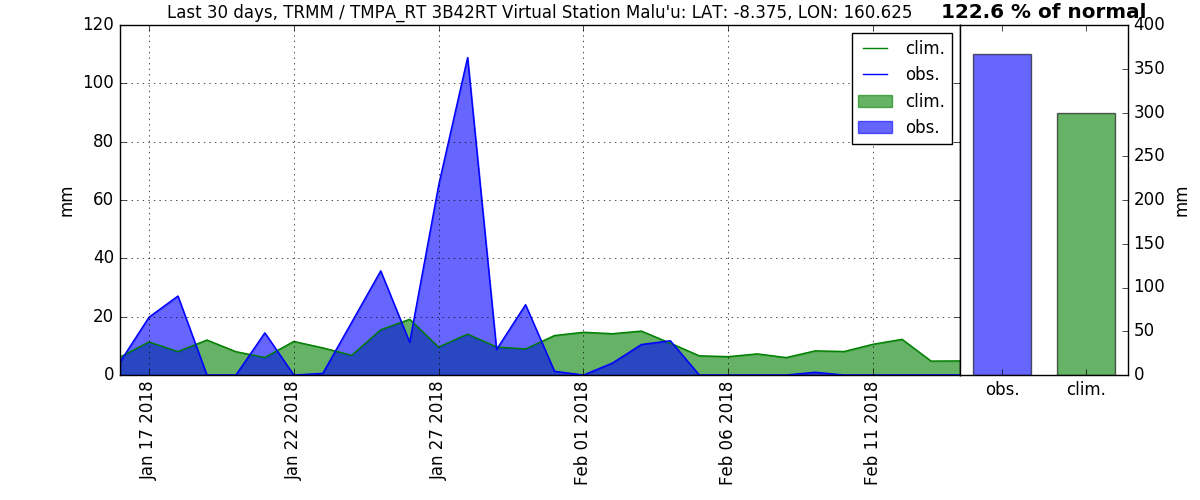 Last 30 days, TRMM / TMPA_RT 3B42RT Virtual Station Malu'u: LAT: -8.375, LON: 160.625
122.6 % of normal
120
100
80
60
40
20
0
mm
clim.
obs.
clim.
obs.
Jan 17 2018
Jan 22 2018
Jan 27 2018
Feb 01 2018
Feb 06 2018
Feb 11 2018
400
350
300
250
200
150
100
50
0
mm
obs. clim.